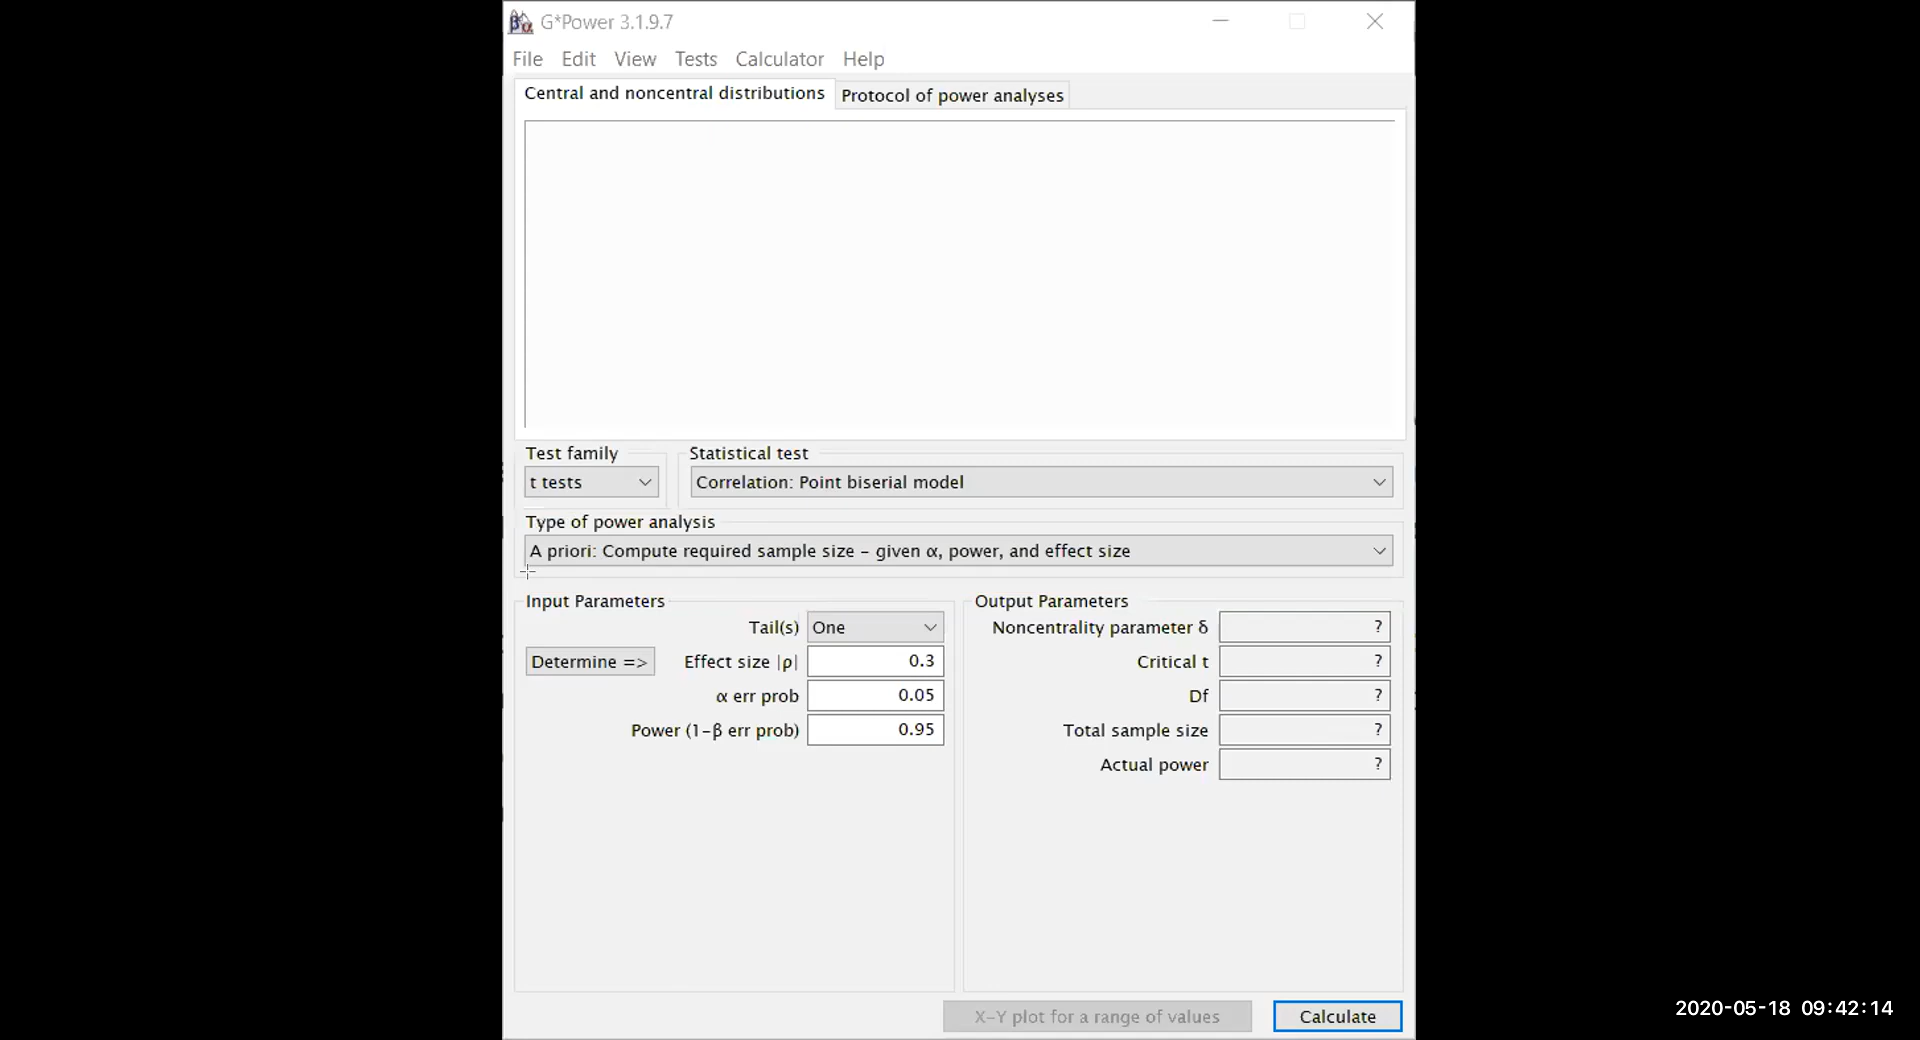 G*Power 3.1.9.7
File Edit View Tests Calculator Help
Central and noncentral distributions Protocol of power analyses
Test family Statistical test
t tests Correlation: Point biserial model
Type of power analysis
A priori: Compute required sample size – given α, power, and effect size
Input Parameters Output Parameters
Tail(s) One Noncentrality parameter δ ?
Determine => Effect size |ρ| 0.3 Critical t ?
α err prob 0.05 Df ?
Power (1–β err prob) 0.95 Total sample size ?
Actual power ?
X–Y plot for a range of values Calculate
2020-05-18 09:42:14